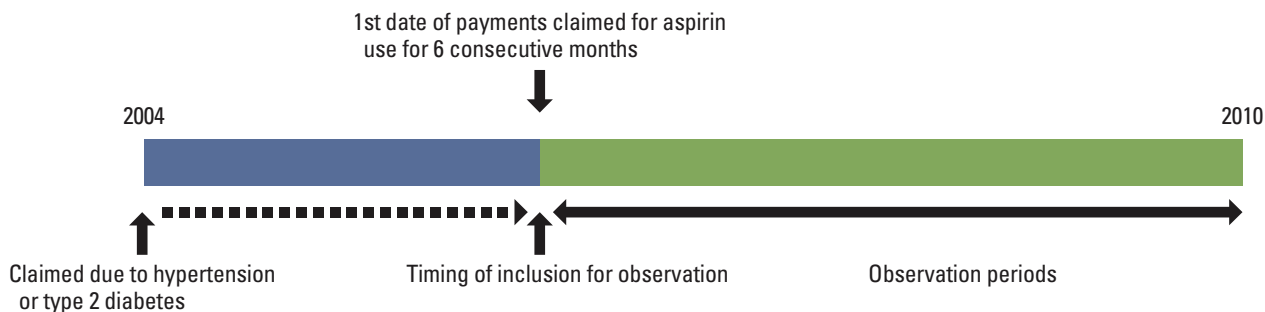 1st date of payments claimed for aspirin
use for 6 consecutive months
2004
2010
Claimed due to hypertension
or type 2 diabetes
Timing of inclusion for observation
Observation periods